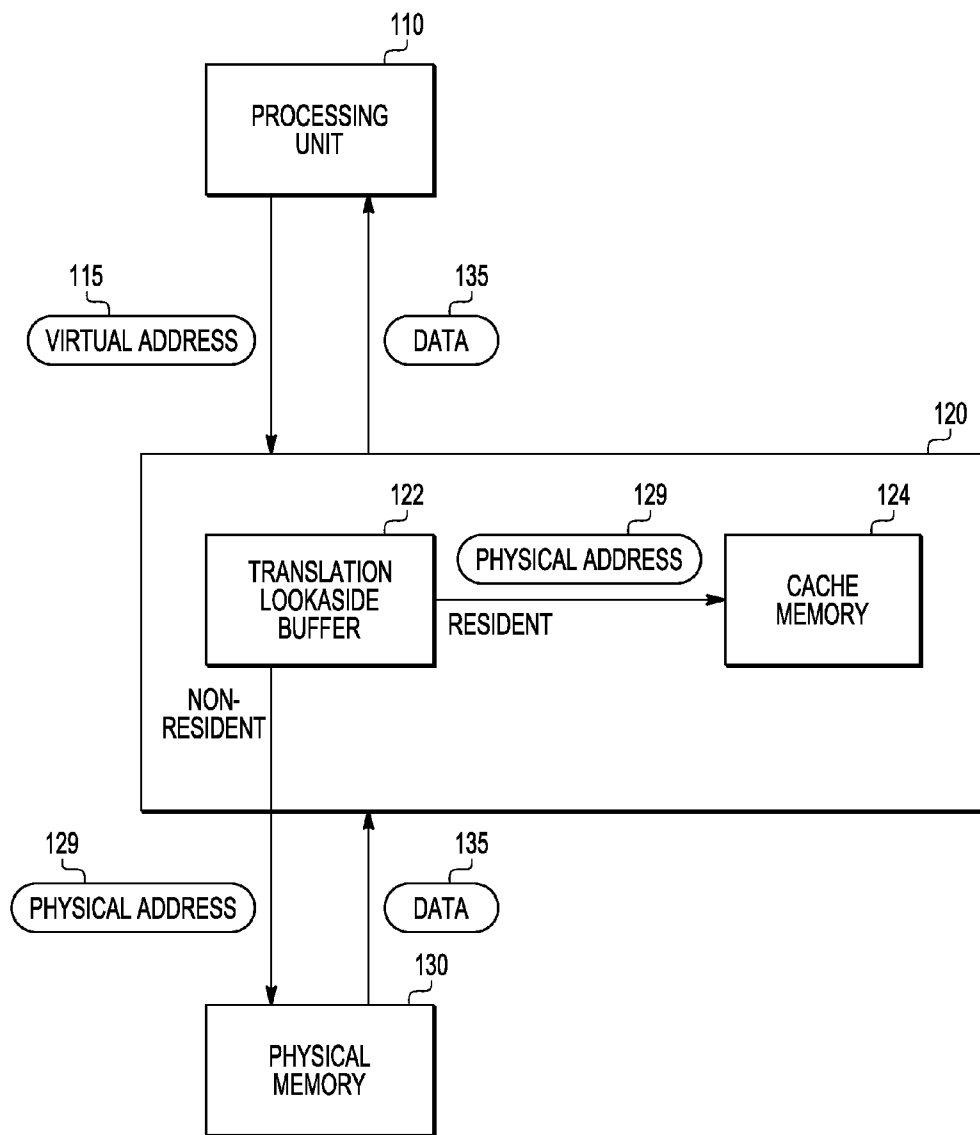 110
PROCESSING
UNIT
115
VIRTUAL ADDRESS
135
DATA
120
122
TRANSLATION
LOOKASIDE
BUFFER
129
PHYSICAL ADDRESS
RESIDENT
124
CACHE
MEMORY
NON-
RESIDENT
129
PHYSICAL ADDRESS
135
DATA
130
PHYSICAL
MEMORY